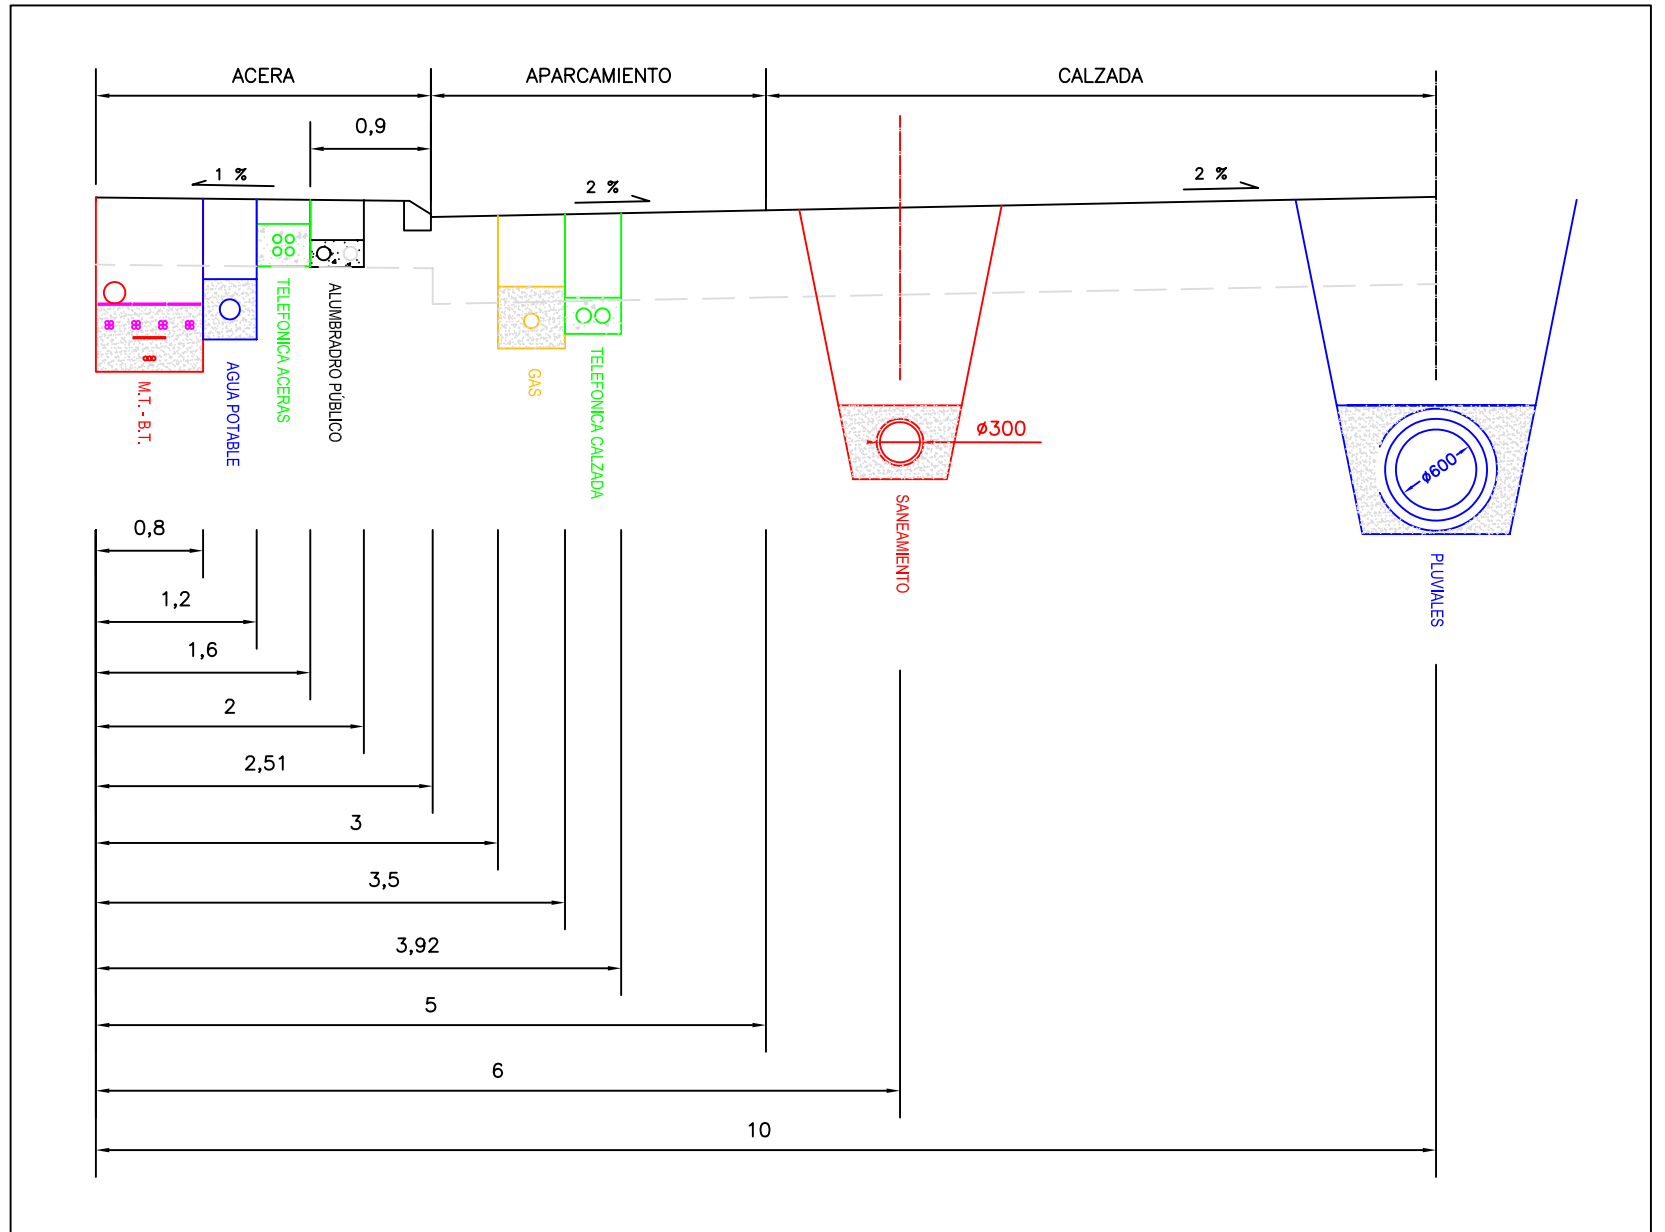 ACERA
APARCAMIENTO
CALZADA
0,9
1 %
2 %
2 %
M.T. - B.T.
AGUA POTABLE
TELEFONICA ACERAS
ALUMBRADRO PÚBLICO
GAS
TELEFONICA CALZADA
ø300
SANEAMIENTO
ø600
PLUVIALES
0,8
1,2
1,6
2
2,51
3
3,5
3,92
5
6
10